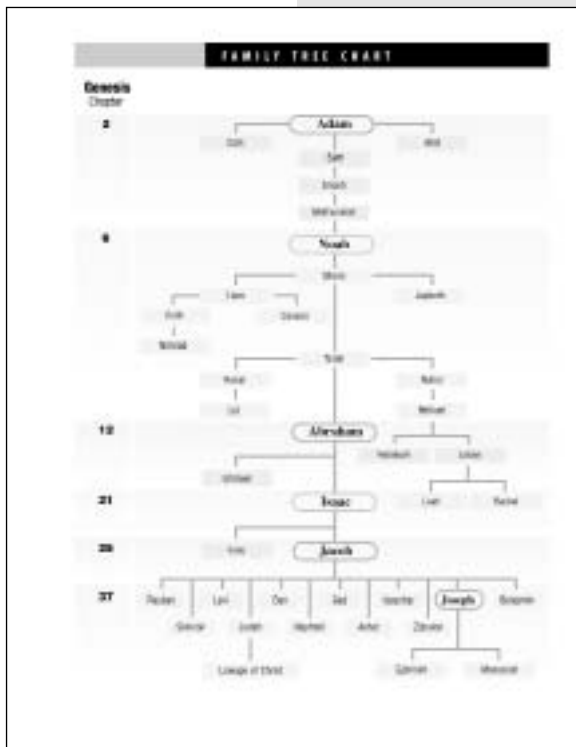 FAMILY TREE CHART
Genesis
Chapter
2
Adam
Cain
Abel
Seth
Enoch
Methuselah
6
Noah
Shem
Ham
Japheth
Cush
Canaan
Nimrod
Terah
Haran
Nahor
Lot
Bethuel
12
Abraham
Rebekah
Laban
Ishmael
21
Isaac
Leah
Rachel
25
Esau
Jacob
37
Reuben
Levi
Dan
Gad
Issachar
Joseph
Benjamin
Simeon
Judah
Naphtali
Asher
Zebulun
Lineage of Christ
Ephraim
Manasseh